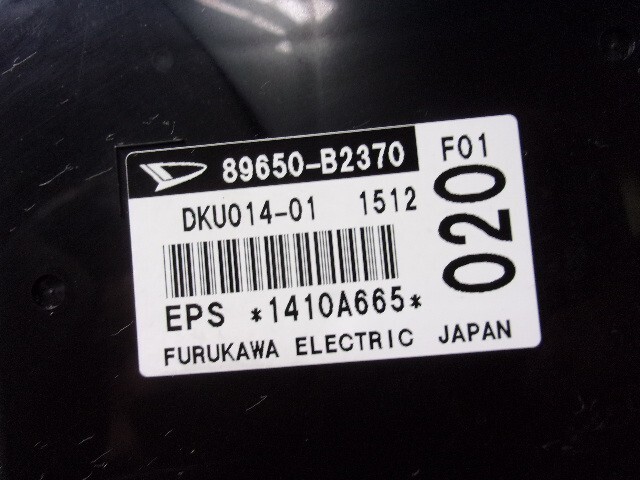 89650-B2370
F01
DKU014-01 1512
020
EPS *1410A665*
FURUKAWA ELECTRIC JAPAN